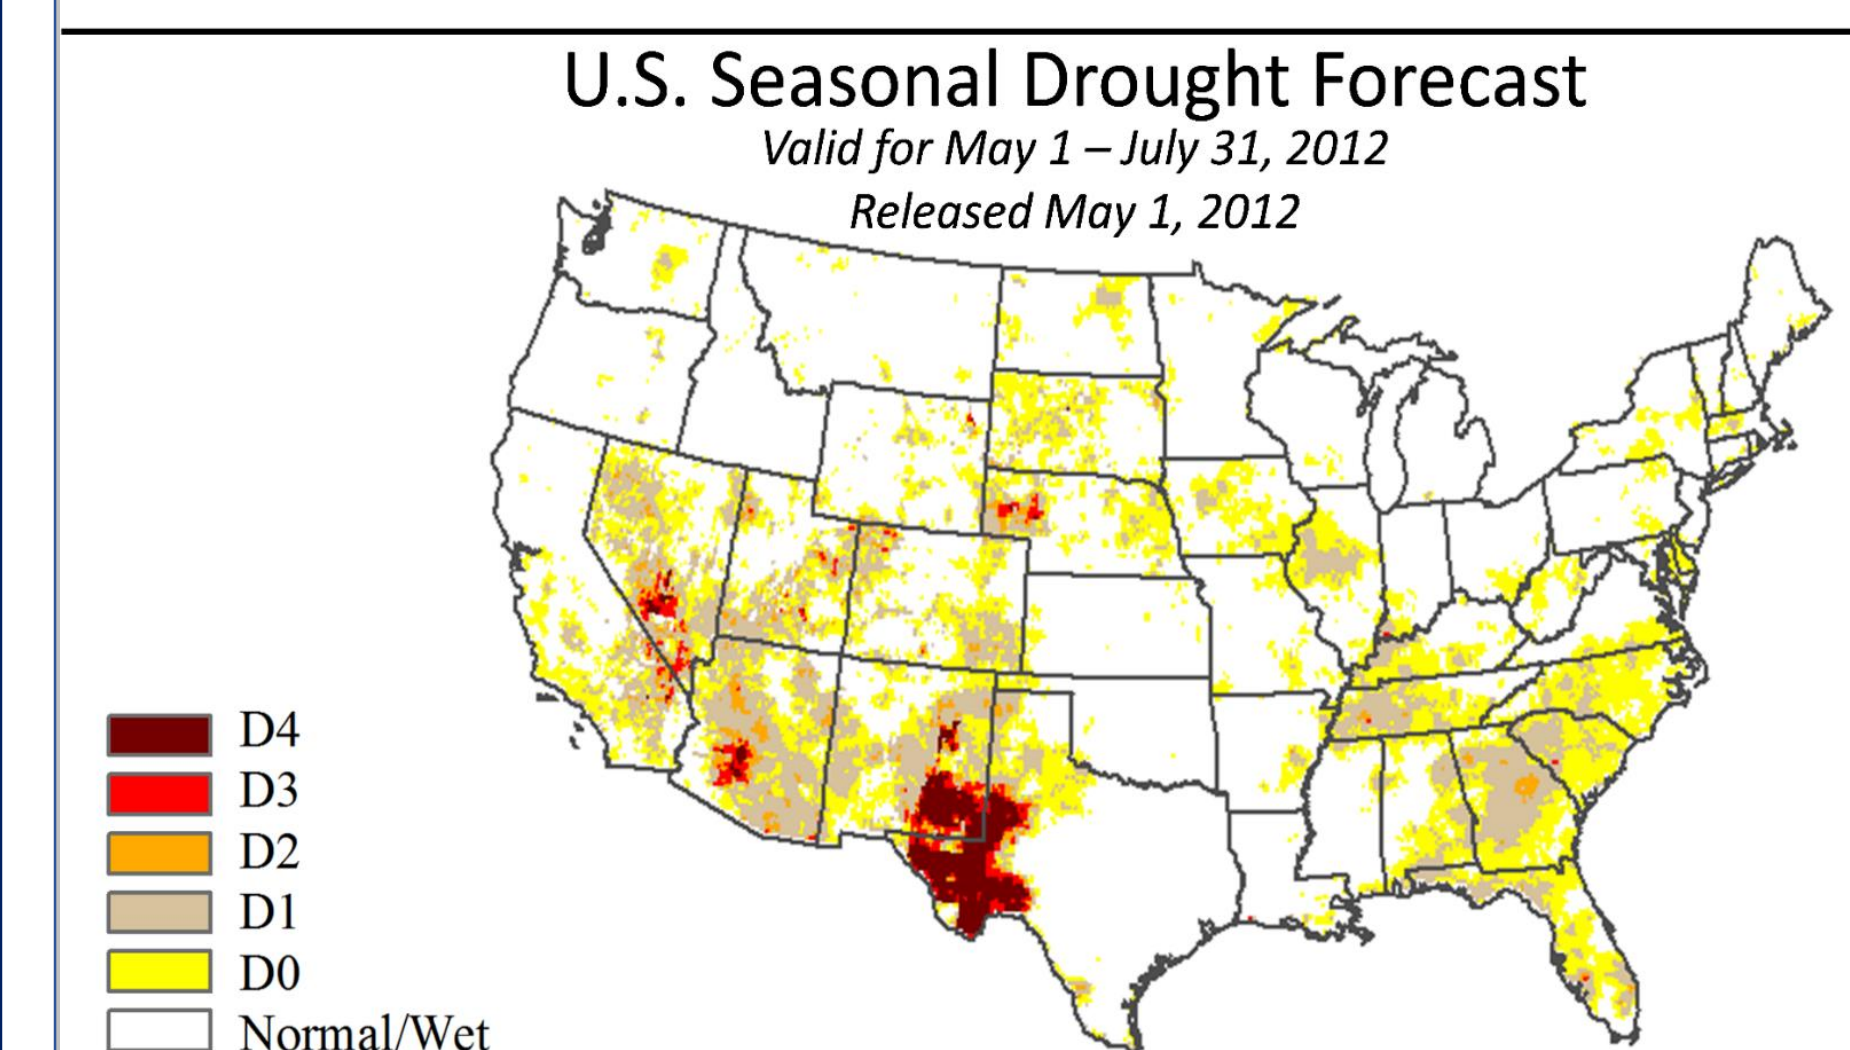 U.S. Seasonal Drought Forecast
Valid for May 1 – July 31, 2012
Released May 1, 2012
D4
D3
D2
D1
D0
Normal/Wet